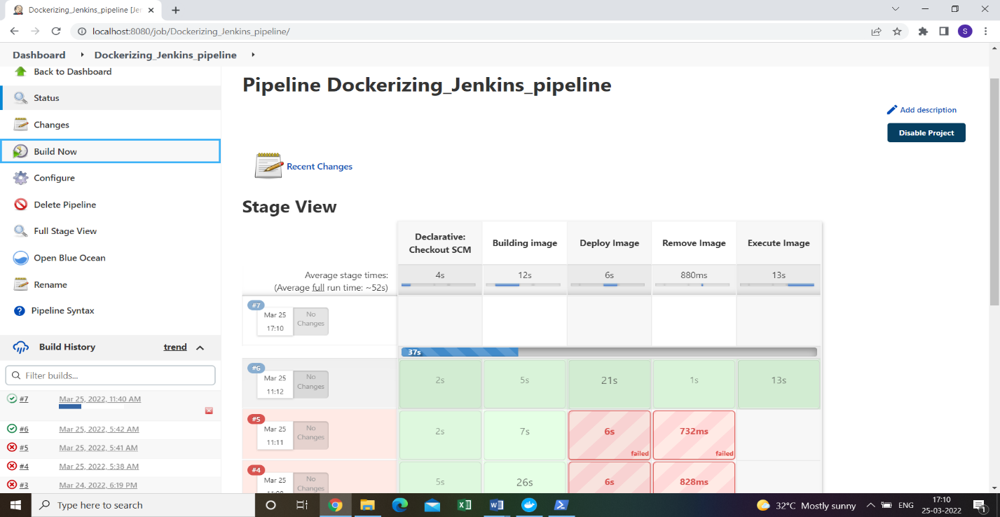 Dockerizing_Jenkins_pipeline [Jer
localhost:8080/job/Dockerizing_Jenkins_pipeline/
S
Dashboard
Dockerizing_Jenkins_pipeline
Back to Dashboard
Status
Changes
Build Now
Configure
Delete Pipeline
Full Stage View
Open Blue Ocean
Rename
Pipeline Syntax
Build History
trend
Filter builds...
#7 Mar 25, 2022, 11:40 AM
#6 Mar 25, 2022, 5:42 AM
#5 Mar 25, 2022, 5:41 AM
#4 Mar 25, 2022, 5:38 AM
#3 Mar 24, 2022, 6:19 PM
Pipeline Dockerizing_Jenkins_pipeline
Add description
Disable Project
Recent Changes
Stage View
Declarative: Checkout SCM
Building image
Deploy Image
Remove Image
Execute Image
Average stage times:
(Average full run time: ~52s)
4s 12s 6s 880ms 13s
#7
Mar 25
17:10
No Changes
37s
#6
Mar 25
11:12
No Changes
2s 5s 21s 1s 13s
#5
Mar 25
11:11
No Changes
2s 7s 6s 732ms
failed failed
#4
Mar 25
No Changes
5s 26s 6s 828ms
Type here to search
32°C Mostly sunny
ENG
17:10
25-03-2022
1